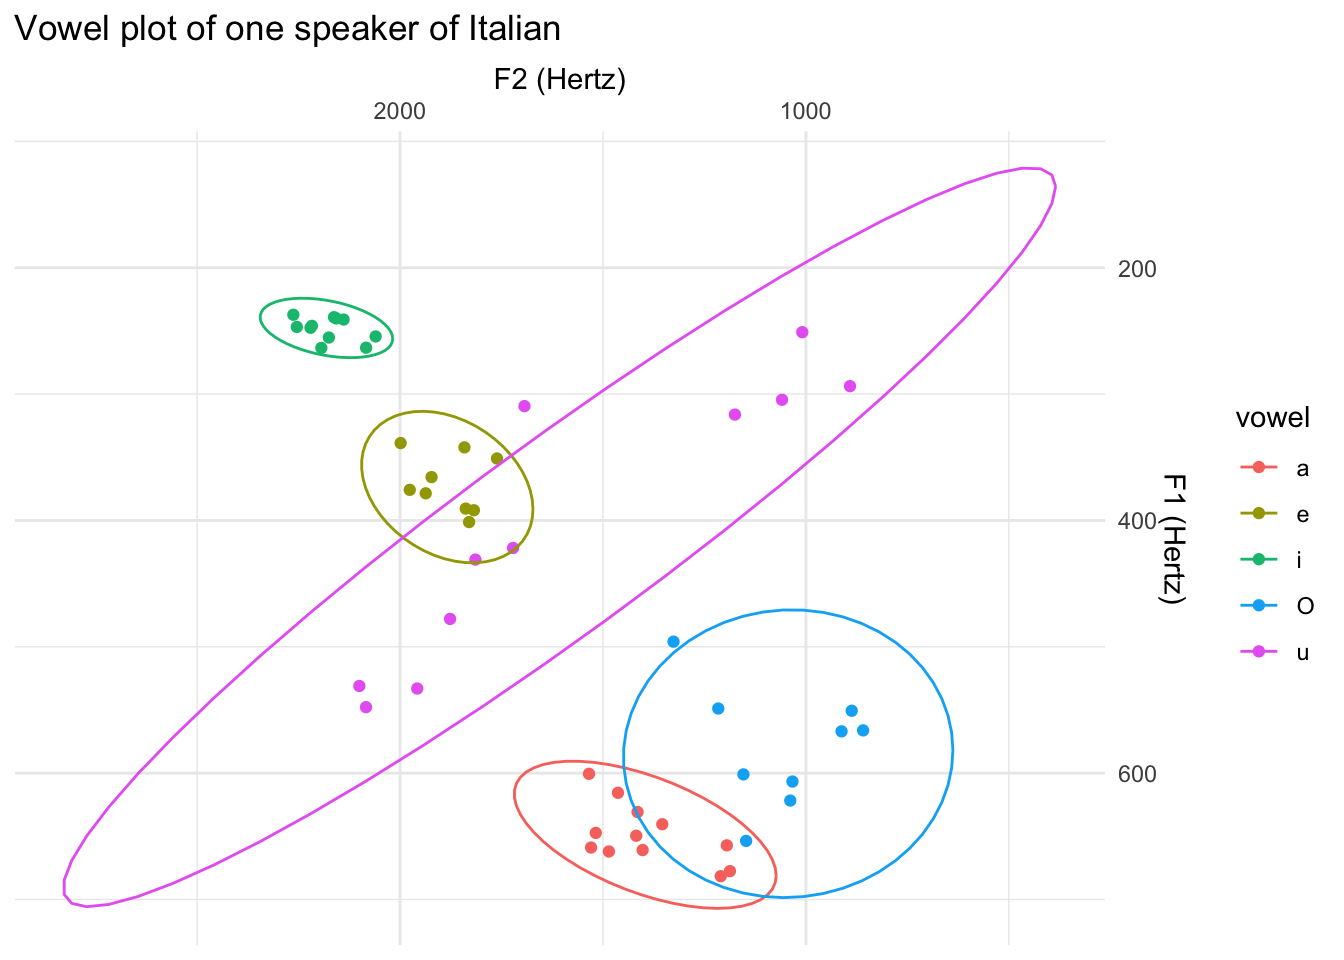 Vowel plot of one speaker of Italian
F2 (Hertz)
2000
1000
200
400
600
F1 (Hertz)
vowel
a
e
i
O
u